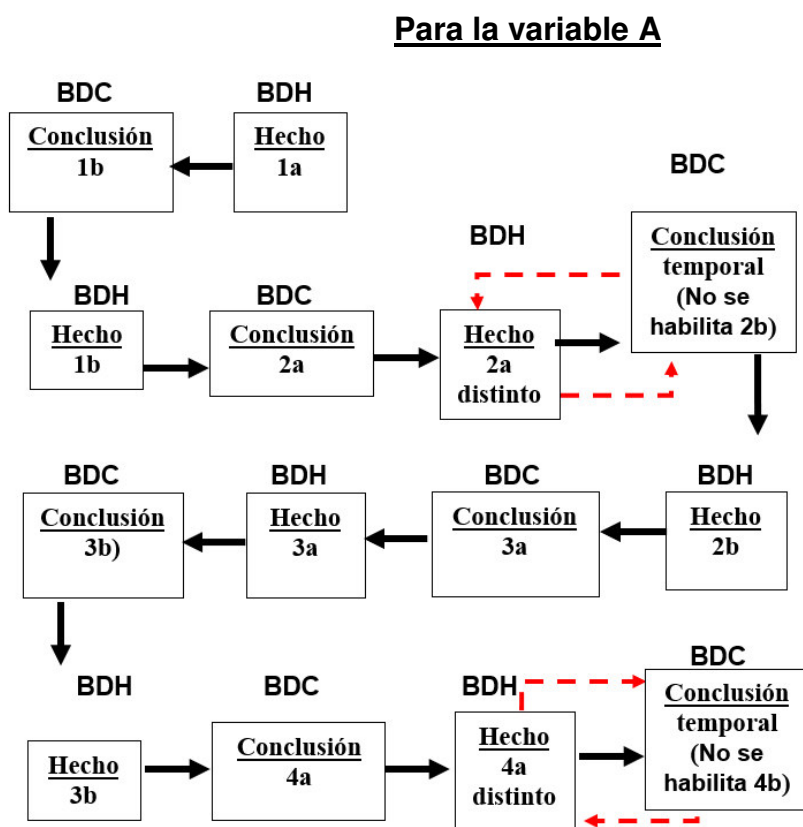 Para la variable A
BDC
BDH
Conclusión
1b
Hecho
1a
BDC
BDH
Conclusión
temporal
(No se
habilita 2b)
BDH
BDC
Hecho
1b
Conclusión
2a
Hecho
2a
distinto
BDC
BDH
BDC
BDH
Conclusión
3b)
Hecho
3a
Conclusión
3a
Hecho
2b
BDH
BDC
BDH
BDC
Hecho
3b
Conclusión
4a
Hecho
4a
distinto
Conclusión
temporal
(No se
habilita 4b)